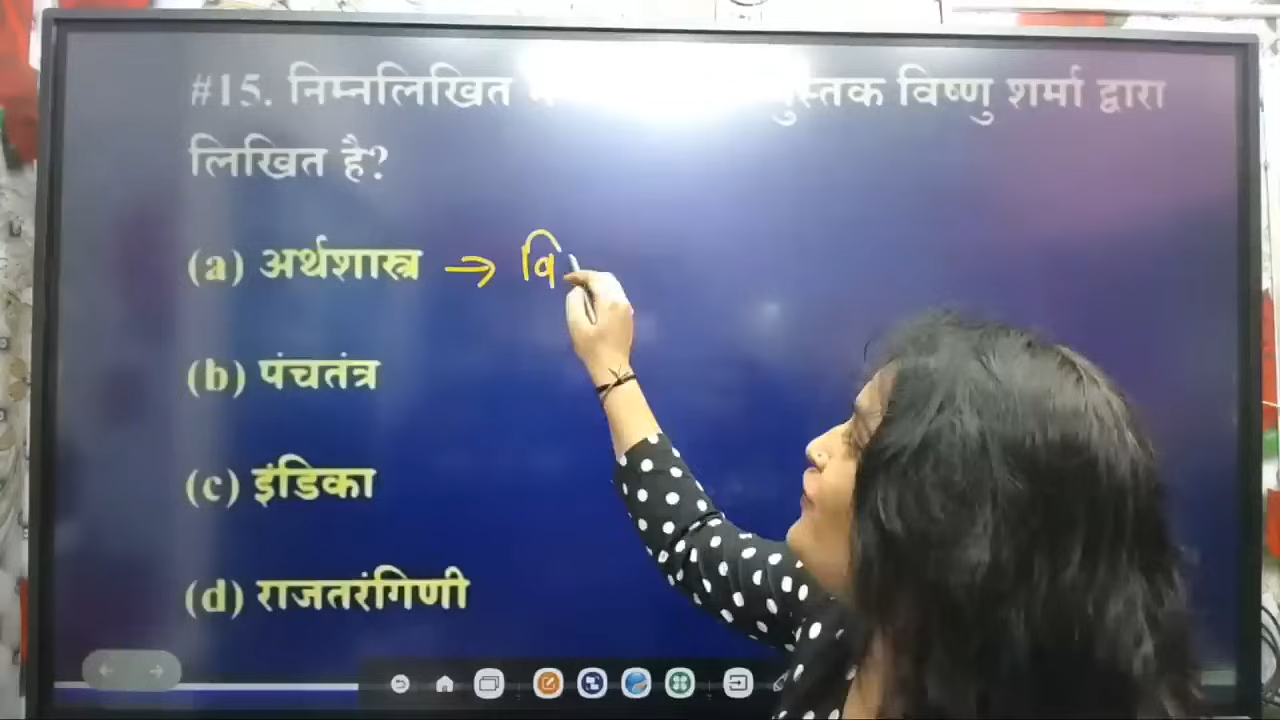 #15. निम्नलिखित पुस्तक विष्णु शर्मा द्वारा
लिखित है?
(a) अर्थशास्त्र → वि
(b) पंचतंत्र
(c) इंडिका
(d) राजतरंगिणी